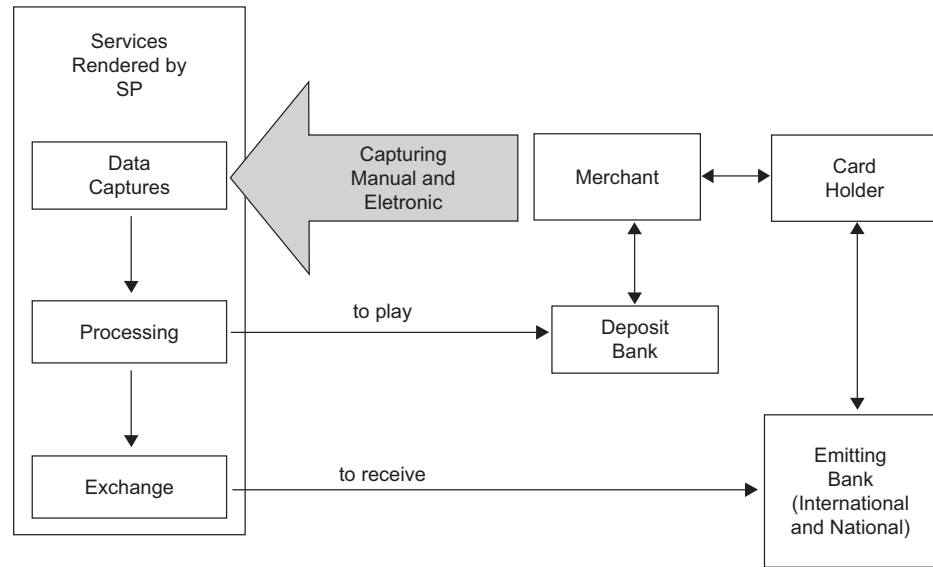 Services
Rendered by
SP
Data
Captures
Capturing
Manual and
Eletronic
Merchant
Card
Holder
Processing
to play
Deposit
Bank
Exchange
to receive
Emitting
Bank
(International
and National)